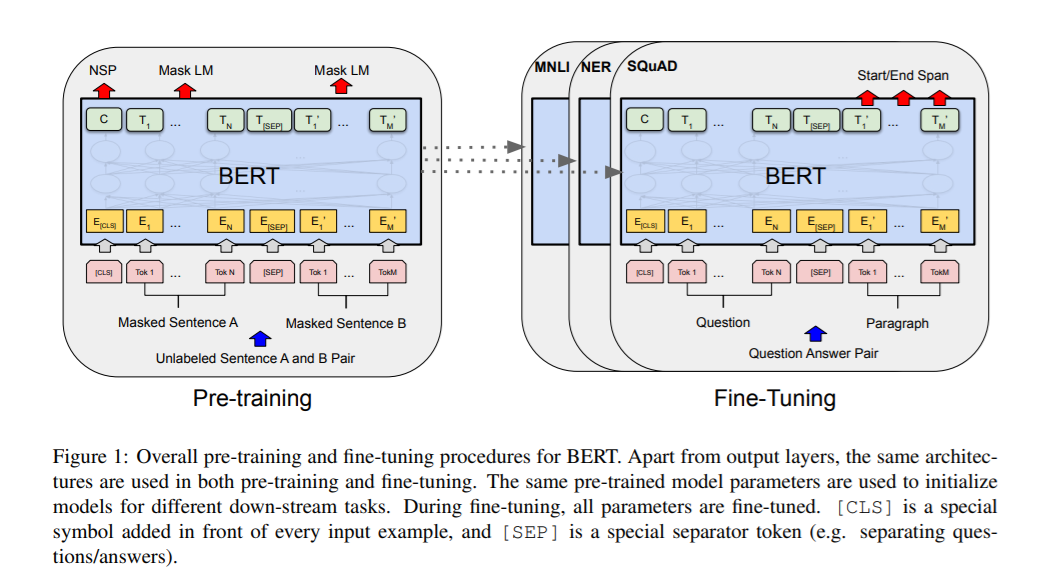 NSP Mask LM Mask LM
C T1 ... TN T[SEP] T1' ... TM'
BERT
E[CLS] E1 ... EN E[SEP] E1' ... EM'
[CLS] Tok 1 ... Tok N [SEP] Tok 1 ... TokM
Masked Sentence A Masked Sentence B
Unlabeled Sentence A and B Pair
Pre-training
MNLI NER SQuAD
Start/End Span
C T1 ... TN T[SEP] T1' ... TM'
BERT
E[CLS] E1 ... EN E[SEP] E1' ... EM'
[CLS] Tok 1 ... Tok N [SEP] Tok 1 ... TokM
Question Paragraph
Question Answer Pair
Fine-Tuning
Figure 1: Overall pre-training and fine-tuning procedures for BERT. Apart from output layers, the same architec-
tures are used in both pre-training and fine-tuning. The same pre-trained model parameters are used to initialize
models for different down-stream tasks. During fine-tuning, all parameters are fine-tuned. [CLS] is a special
symbol added in front of every input example, and [SEP] is a special separator token (e.g. separating ques-
tions/answers).